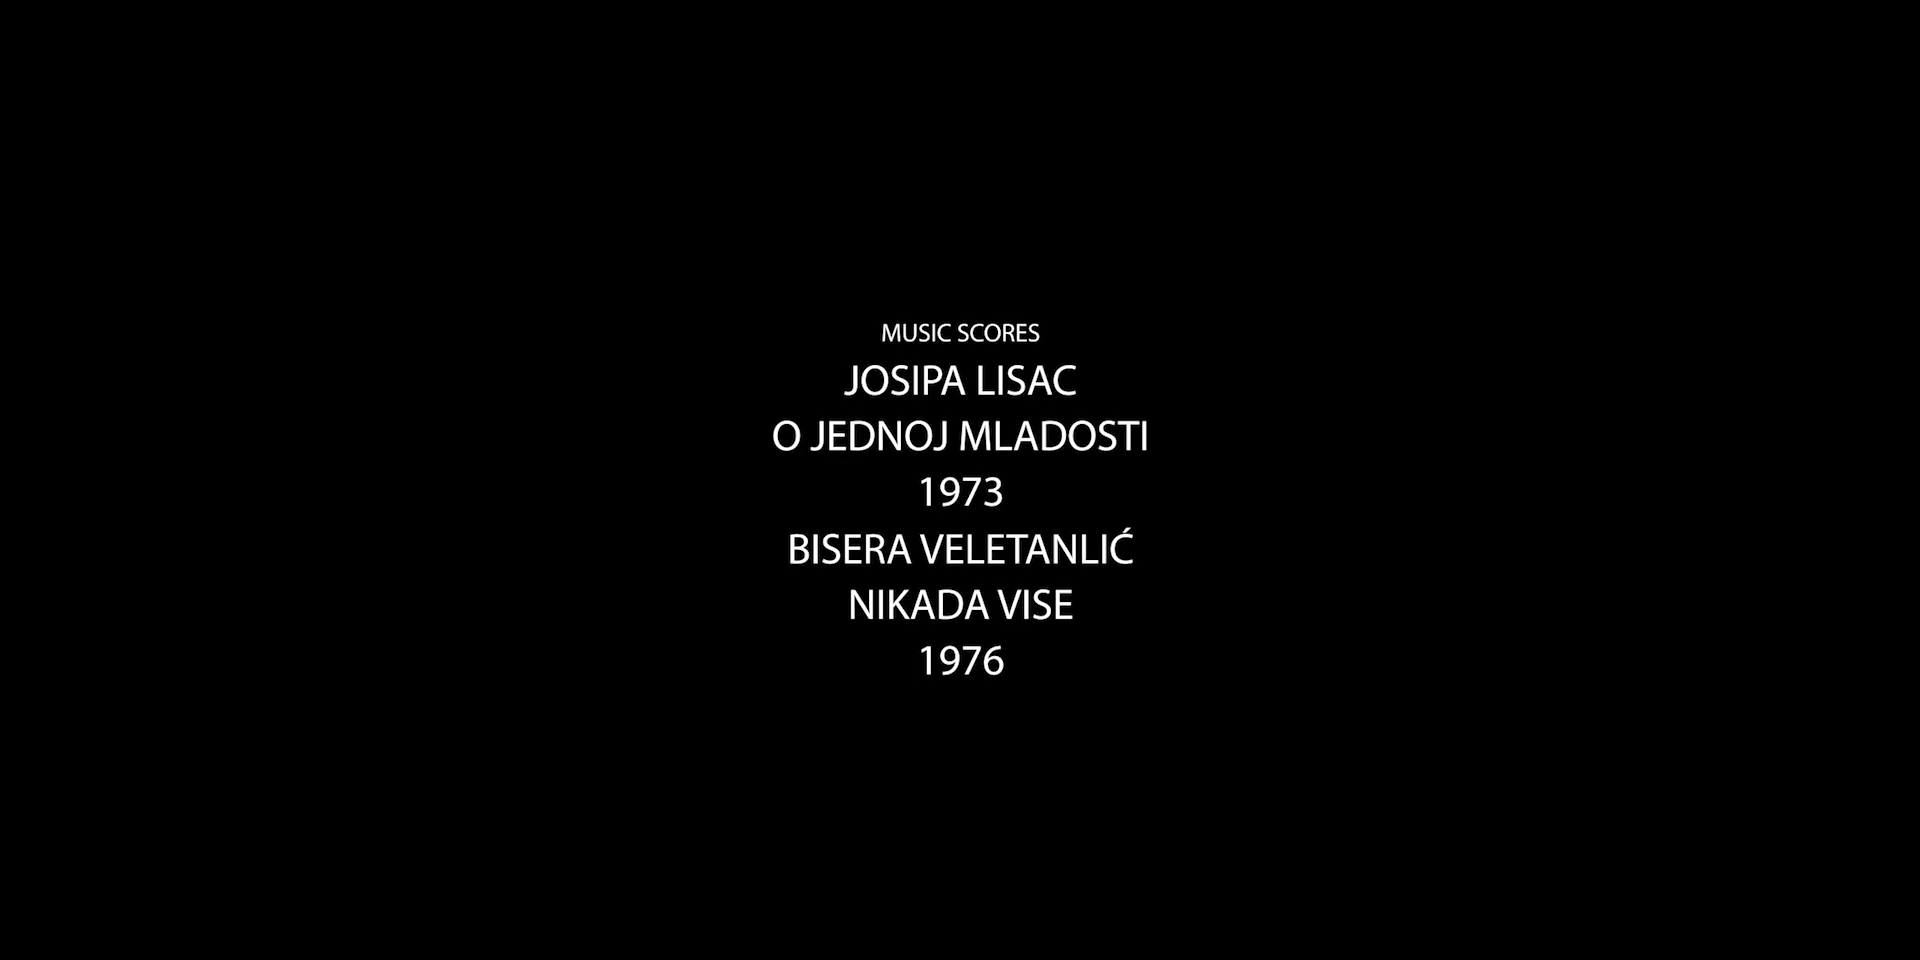 MUSIC SCORES
JOSIPA LISAC
O JEDNOJ MLADOSTI
1973
BISERA VELETANLIĆ
NIKADA VISE
1976